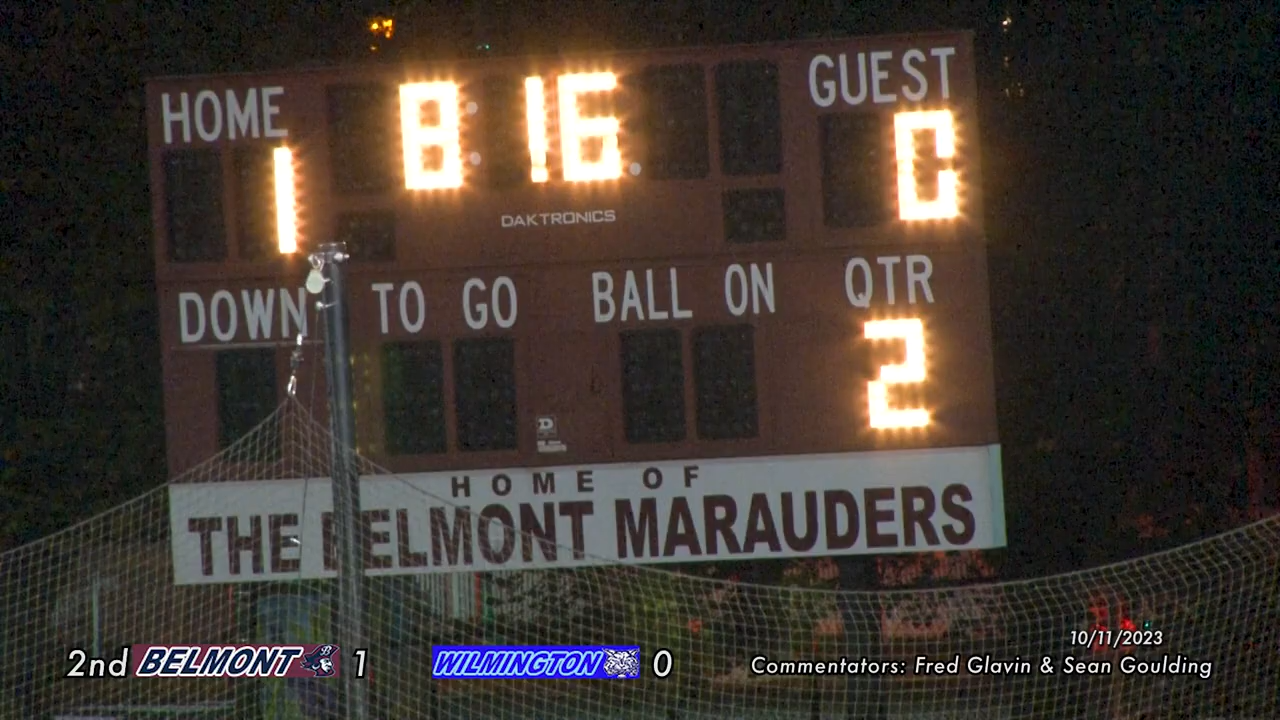 HOME 8:16 GUEST
1 0
DAKTRONICS
DOWN TO GO BALL ON QTR
2
HOME OF
THE BELMONT MARAUDERS
10/11/2023
2nd BELMONT 1 WILMINGTON 0 Commentators: Fred Glavin & Sean Goulding